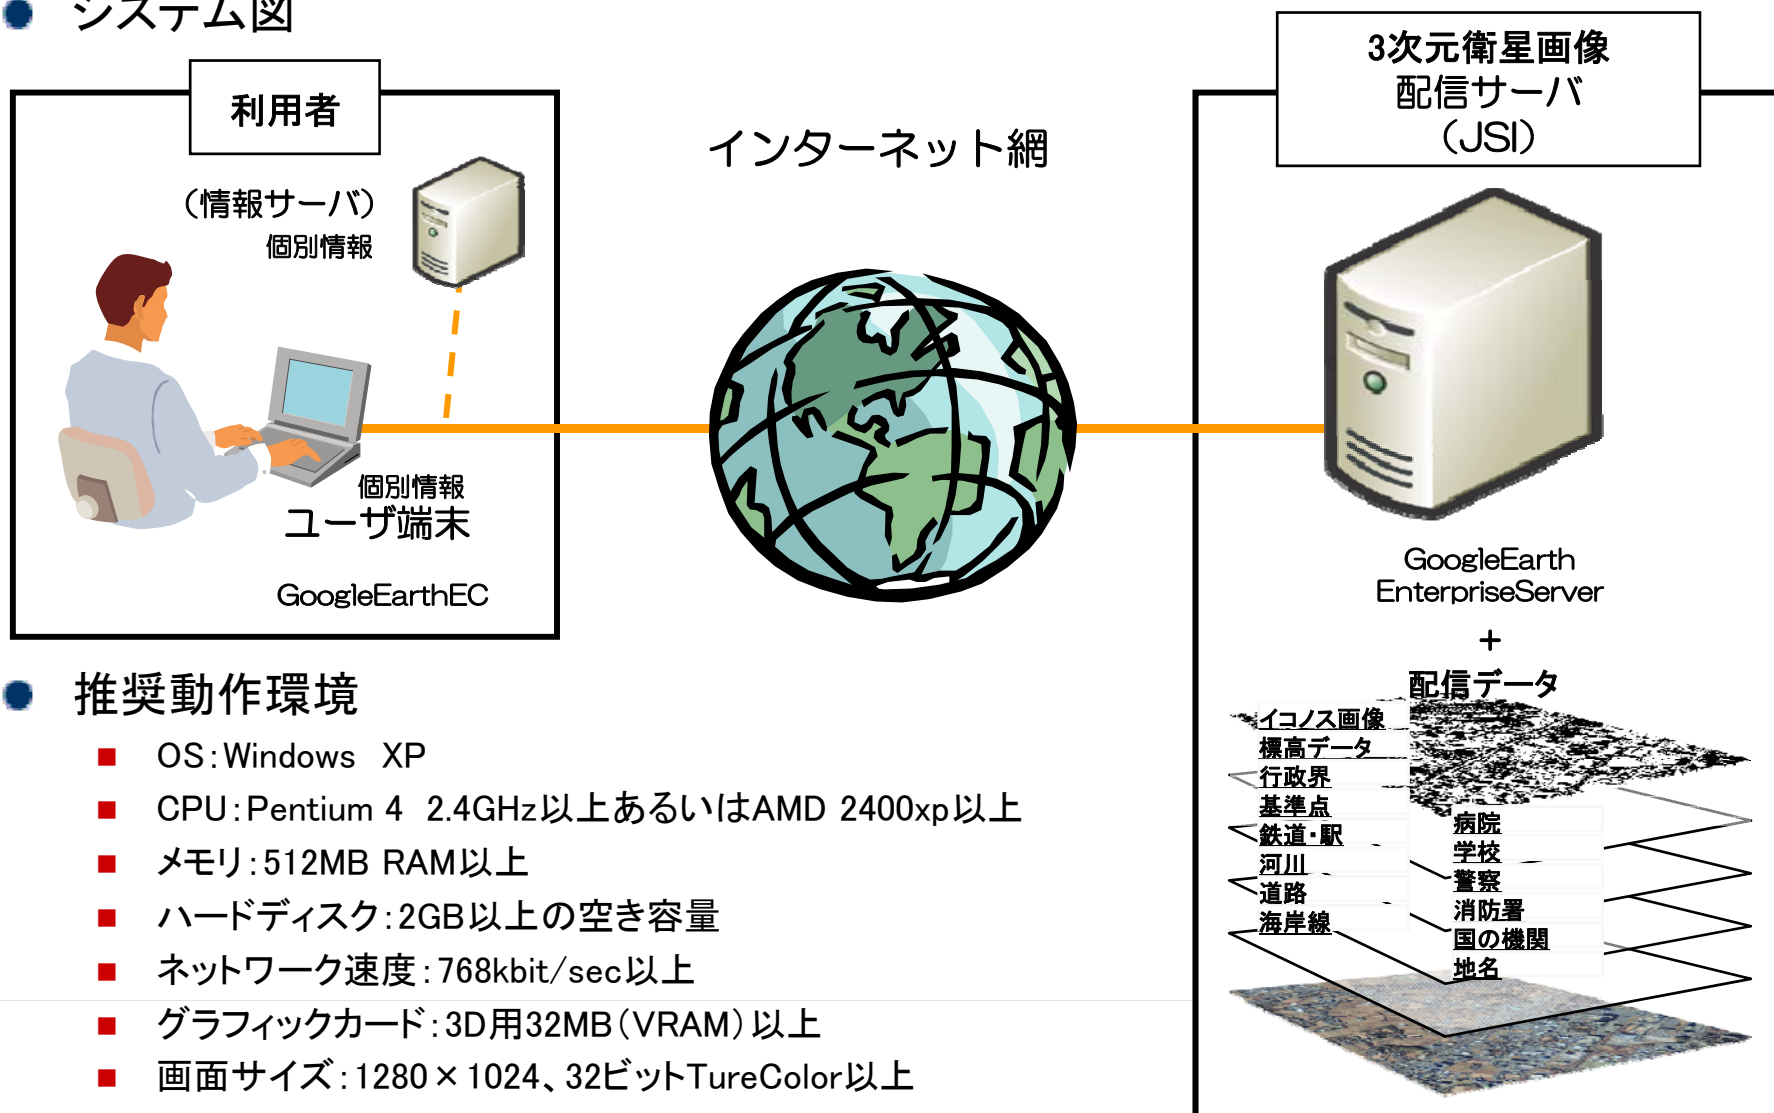 システム図
利用者
(情報サーバ)
個別情報
個別情報
ユーザ端末
GoogleEarthEC
インターネット網
3次元衛星画像
配信サーバ
(JSI)
GoogleEarth
EnterpriseServer
+
配信データ
イコノス画像
標高データ
行政界
基準点
鉄道・駅
河川
道路
海岸線
病院
学校
警察
消防署
国の機関
地名
推奨動作環境
OS:Windows　XP
CPU:Pentium 4　2.4GHz以上あるいはAMD 2400xp以上
メモリ:512MB RAM以上
ハードディスク:2GB以上の空き容量
ネットワーク速度:768kbit/sec以上
グラフィックカード:3D用32MB(VRAM)以上
画面サイズ:1280×1024、32ビットTureColor以上